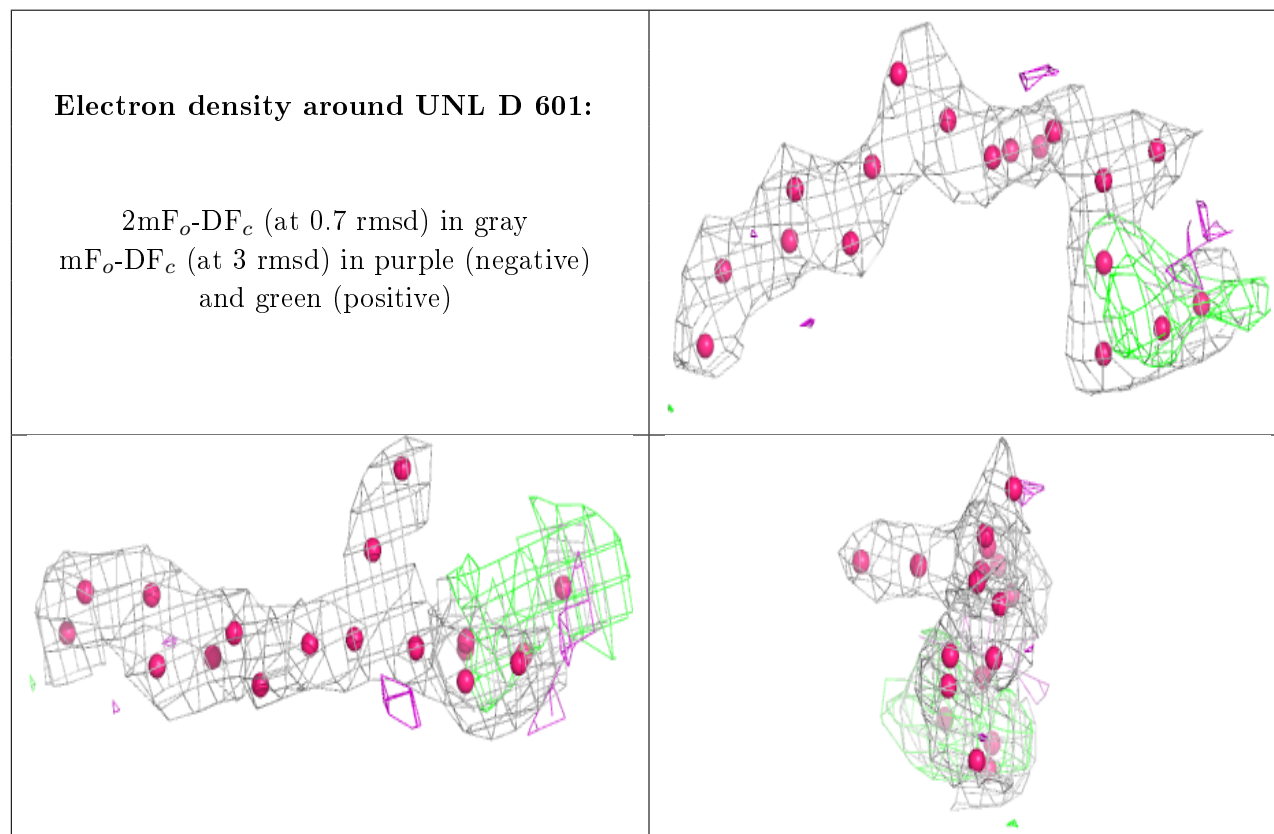 Electron density around UNL D 601:
2mFₒ-DF𝒸 (at 0.7 rmsd) in gray
mFₒ-DF𝒸 (at 3 rmsd) in purple (negative)
and green (positive)